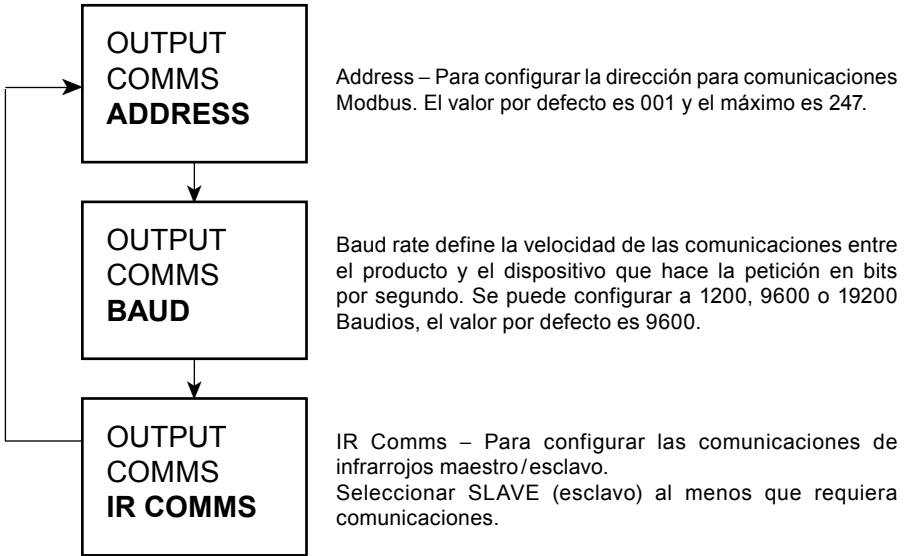 OUTPUT
COMMS
ADDRESS
Address – Para configurar la dirección para comunicaciones
Modbus. El valor por defecto es 001 y el máximo es 247.
OUTPUT
COMMS
BAUD
Baud rate define la velocidad de las comunicaciones entre
el producto y el dispositivo que hace la petición en bits
por segundo. Se puede configurar a 1200, 9600 o 19200
Baudios, el valor por defecto es 9600.
OUTPUT
COMMS
IR COMMS
IR Comms – Para configurar las comunicaciones de
infrarrojos maestro/esclavo.
Seleccionar SLAVE (esclavo) al menos que requiera
comunicaciones.